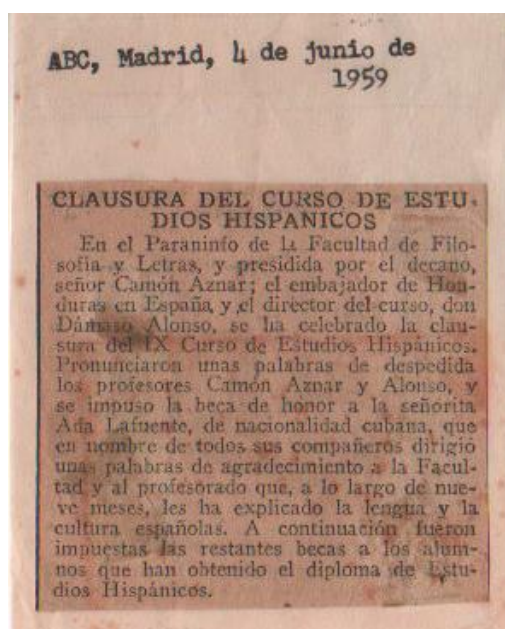 ABC, Madrid, 4 de junio de
1959
CLAUSURA DEL CURSO DE ESTU-
DIOS HISPANICOS
En el Paraninfo de la Facultad de Filo-
sofía y Letras, y presidida por el decano,
señor Camón Aznar; el embajador de Hon-
duras en España y el director del curso, don
Dámaso Alonso, se ha celebrado la clau-
sura del IX Curso de Estudios Hispánicos.
Pronunciaron unas palabras de despedida
los profesores Camón Aznar y Alonso, y
se impuso la beca de honor a la señorita
Ada Lafuente, de nacionalidad cubana, que
en nombre de todos sus compañeros dirigió
unas palabras de agradecimiento a la Facul-
tad y al profesorado que, a lo largo de nue-
ve meses, les ha explicado la lengua y la
cultura españolas. A continuación fueron
impuestas las restantes becas a los alum-
nos que han obtenido el diploma de Estu-
dios Hispánicos.